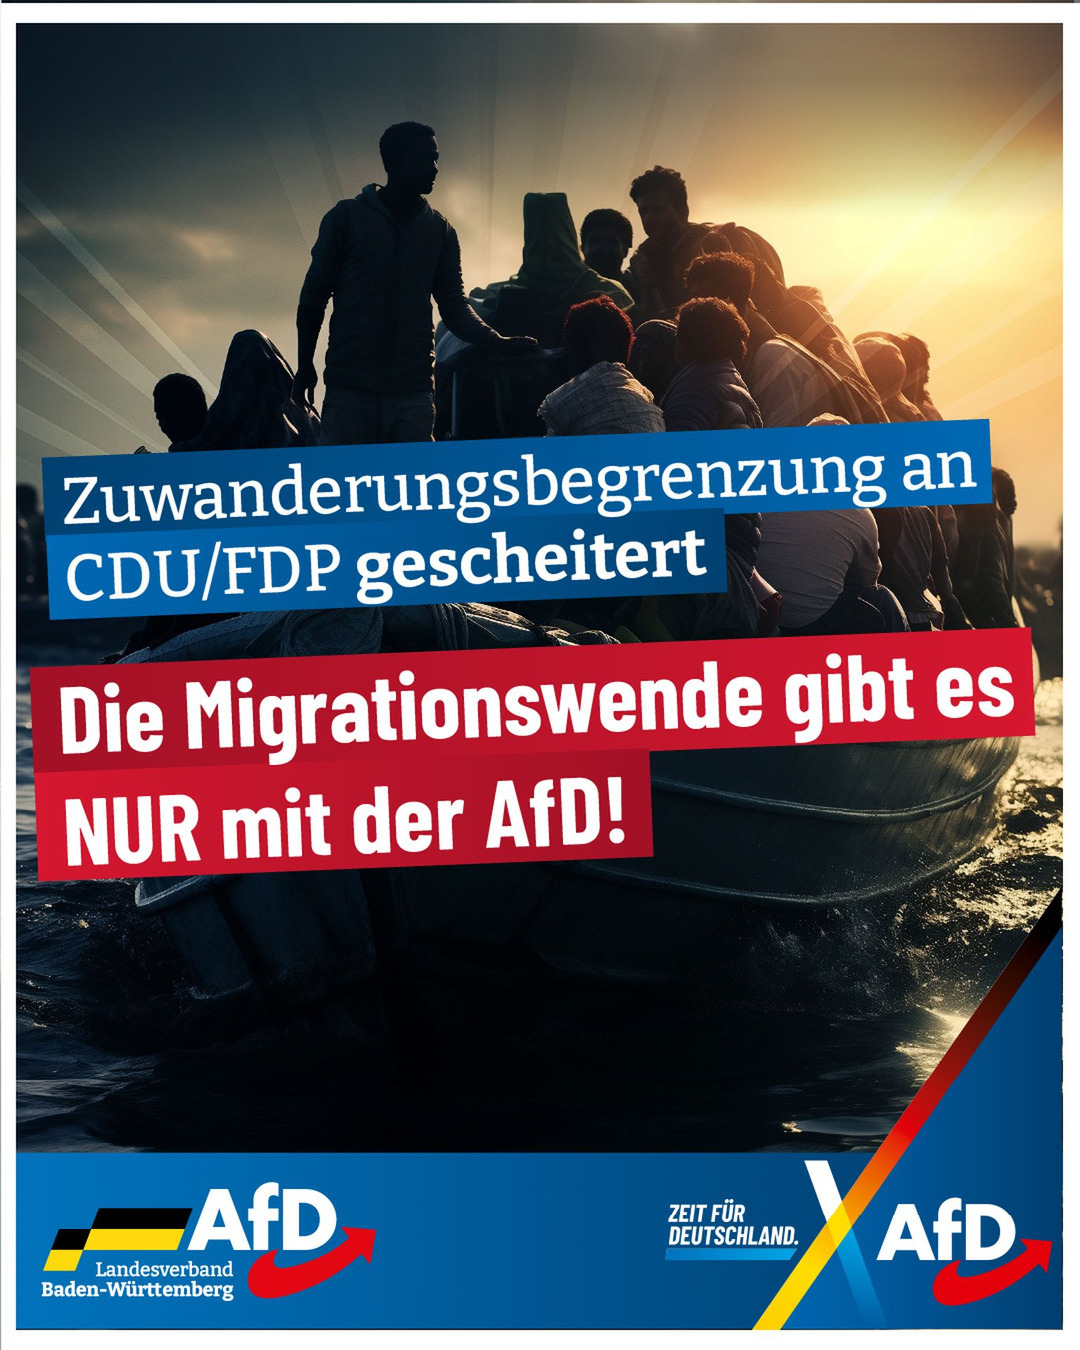 Zuwanderungsbegrenzung an
CDU/FDP gescheitert
Die Migrationswende gibt es
NUR mit der AfD!
AfD
Landesverband
Baden-Württemberg
ZEIT FÜR
DEUTSCHLAND.
AfD